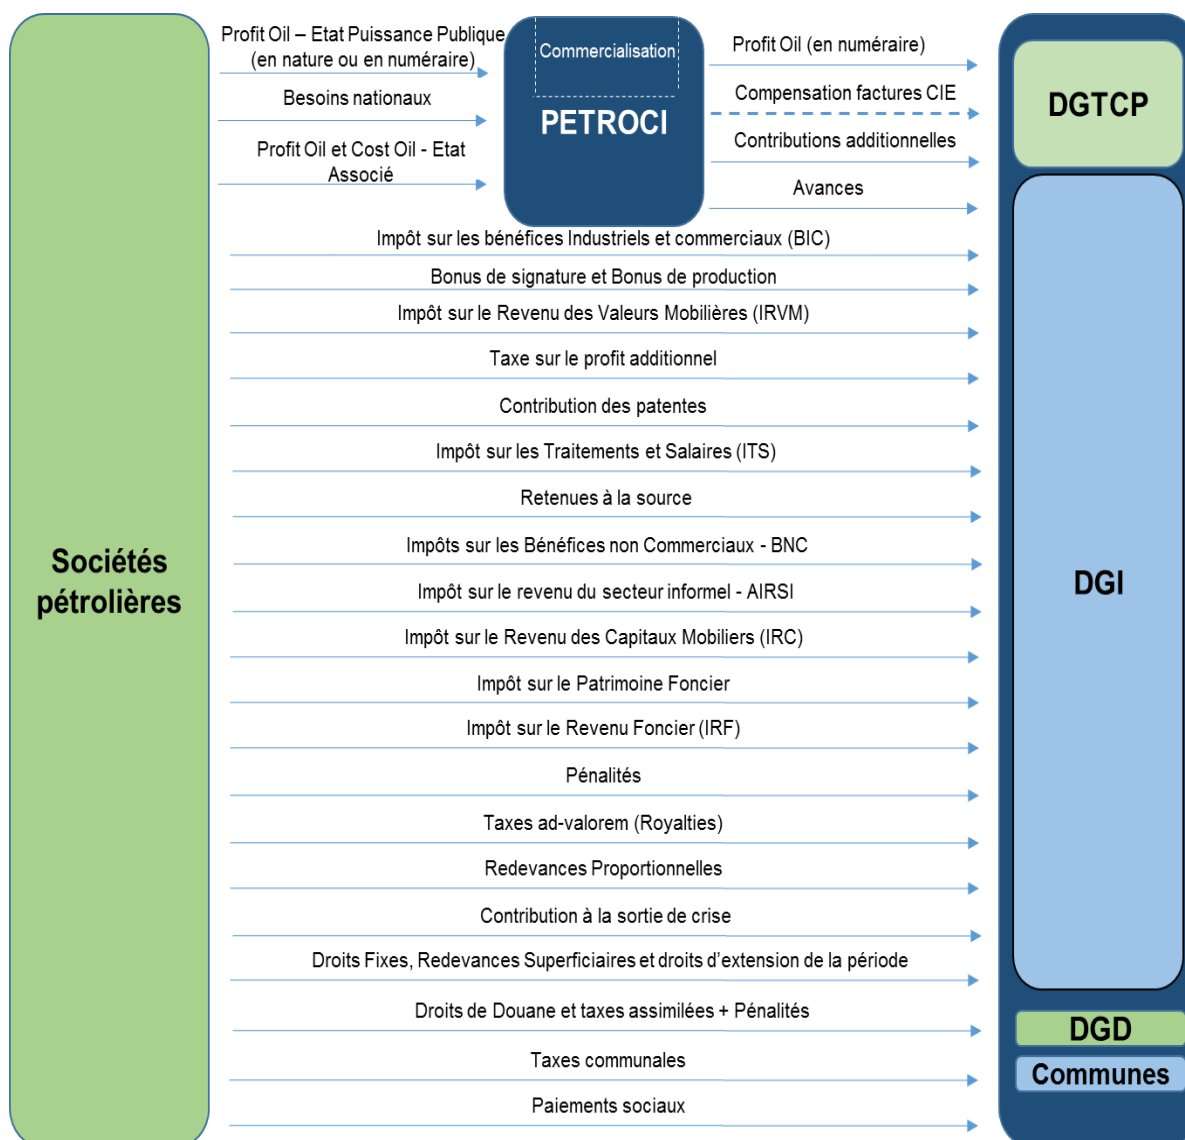 Profit Oil – Etat Puissance Publique
(en nature ou en numéraire)
Besoins nationaux
Profit Oil et Cost Oil - Etat
Associé
Commercialisation
PETROCI
Profit Oil (en numéraire)
Compensation factures CIE
Contributions additionnelles
Avances
DGTCP
Impôt sur les bénéfices Industriels et commerciaux (BIC)
Bonus de signature et Bonus de production
Impôt sur le Revenu des Valeurs Mobilières (IRVM)
Taxe sur le profit additionnel
Contribution des patentes
Impôt sur les Traitements et Salaires (ITS)
Retenues à la source
Impôts sur les Bénéfices non Commerciaux - BNC
Sociétés
pétrolières
DGI
Impôt sur le revenu du secteur informel - AIRSI
Impôt sur le Revenu des Capitaux Mobiliers (IRC)
Impôt sur le Patrimoine Foncier
Impôt sur le Revenu Foncier (IRF)
Pénalités
Taxes ad-valorem (Royalties)
Redevances Proportionnelles
Contribution à la sortie de crise
Droits Fixes, Redevances Superficiaires et droits d'extension de la période
Droits de Douane et taxes assimilées + Pénalités
DGD
Taxes communales
Communes
Paiements sociaux